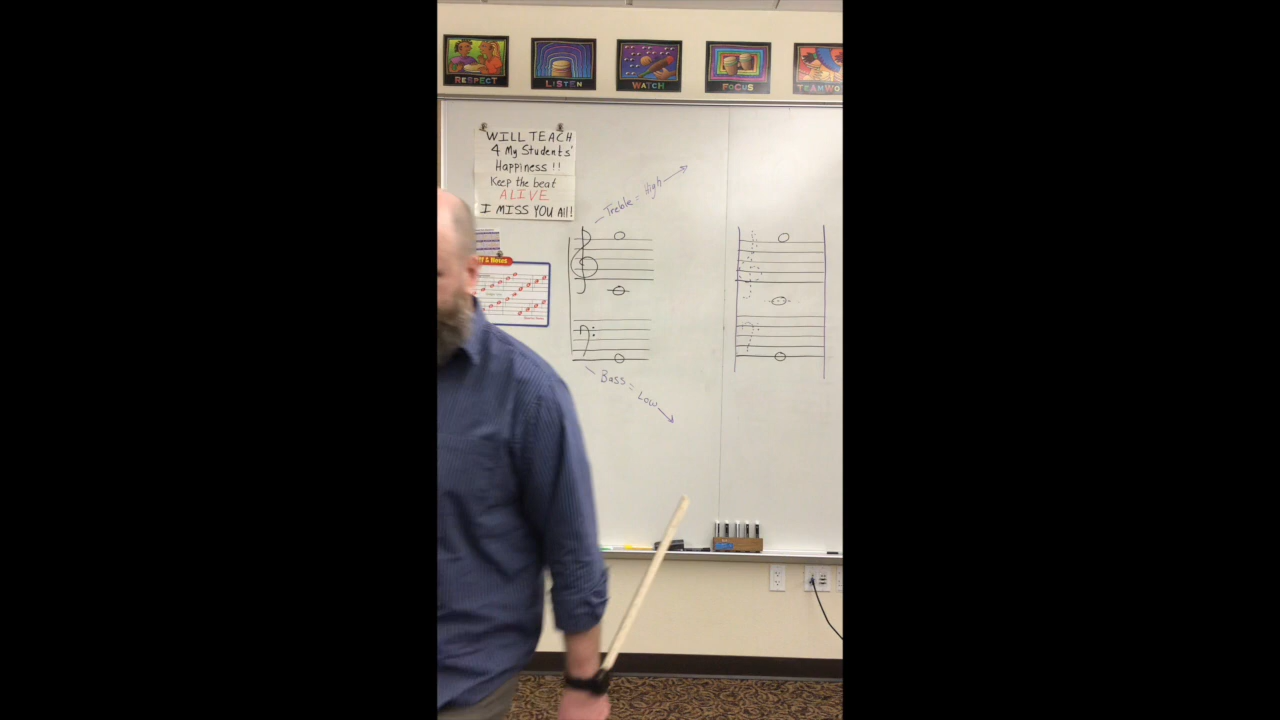 RESPECT
LISTEN
WATCH
FOCUS
TEAMWO
WILL TEACH
4 My Students'
Happiness !!
Keep the beat
ALIVE
I MISS YOU All!
Treble = High
& Notes
Bass = Low